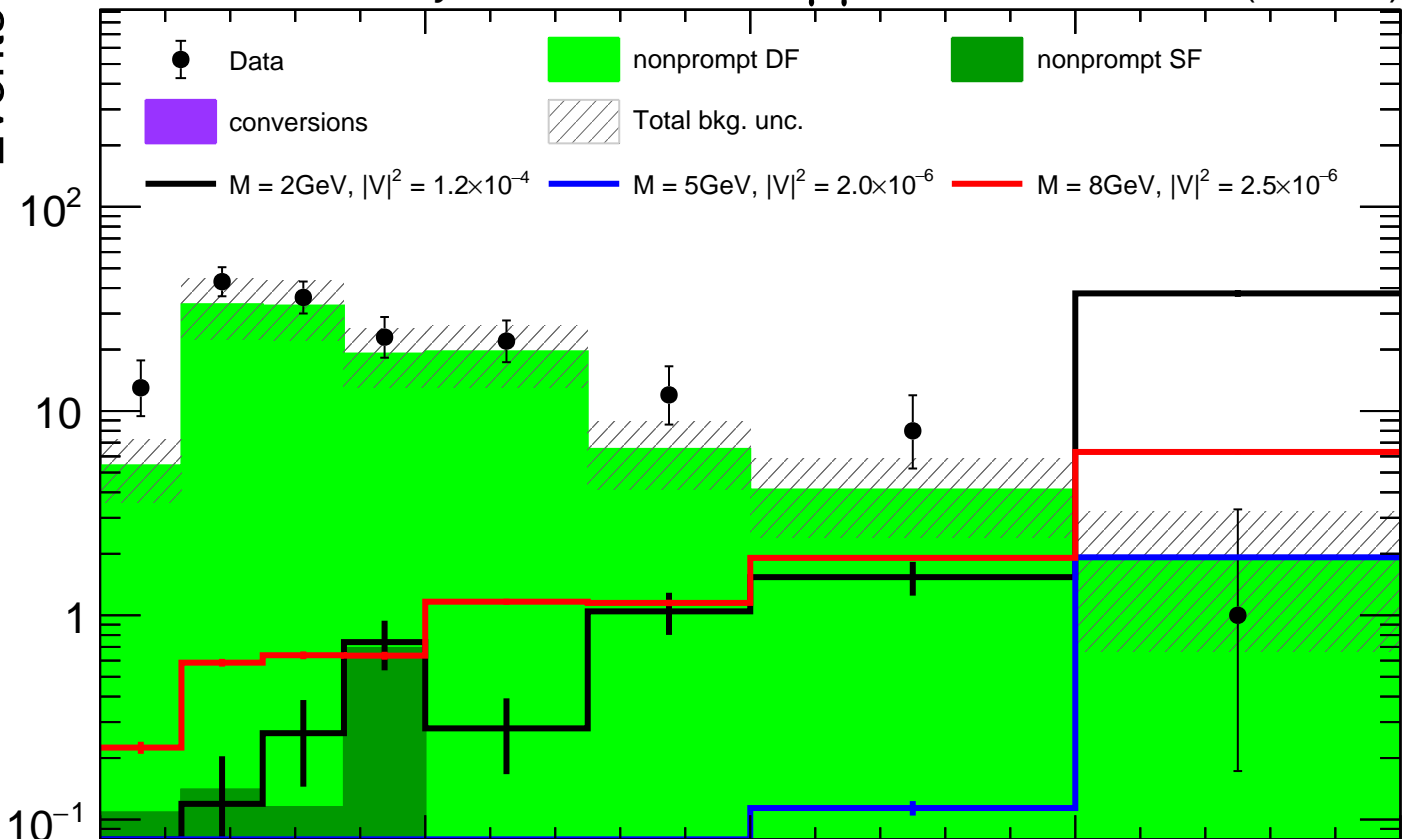 Data
nonprompt DF
nonprompt SF
conversions
Total bkg. unc.
M = 2GeV, |V|² = 1.2×10⁻⁴
M = 5GeV, |V|² = 2.0×10⁻⁶
M = 8GeV, |V|² = 2.5×10⁻⁶
10²
10
1
10⁻¹